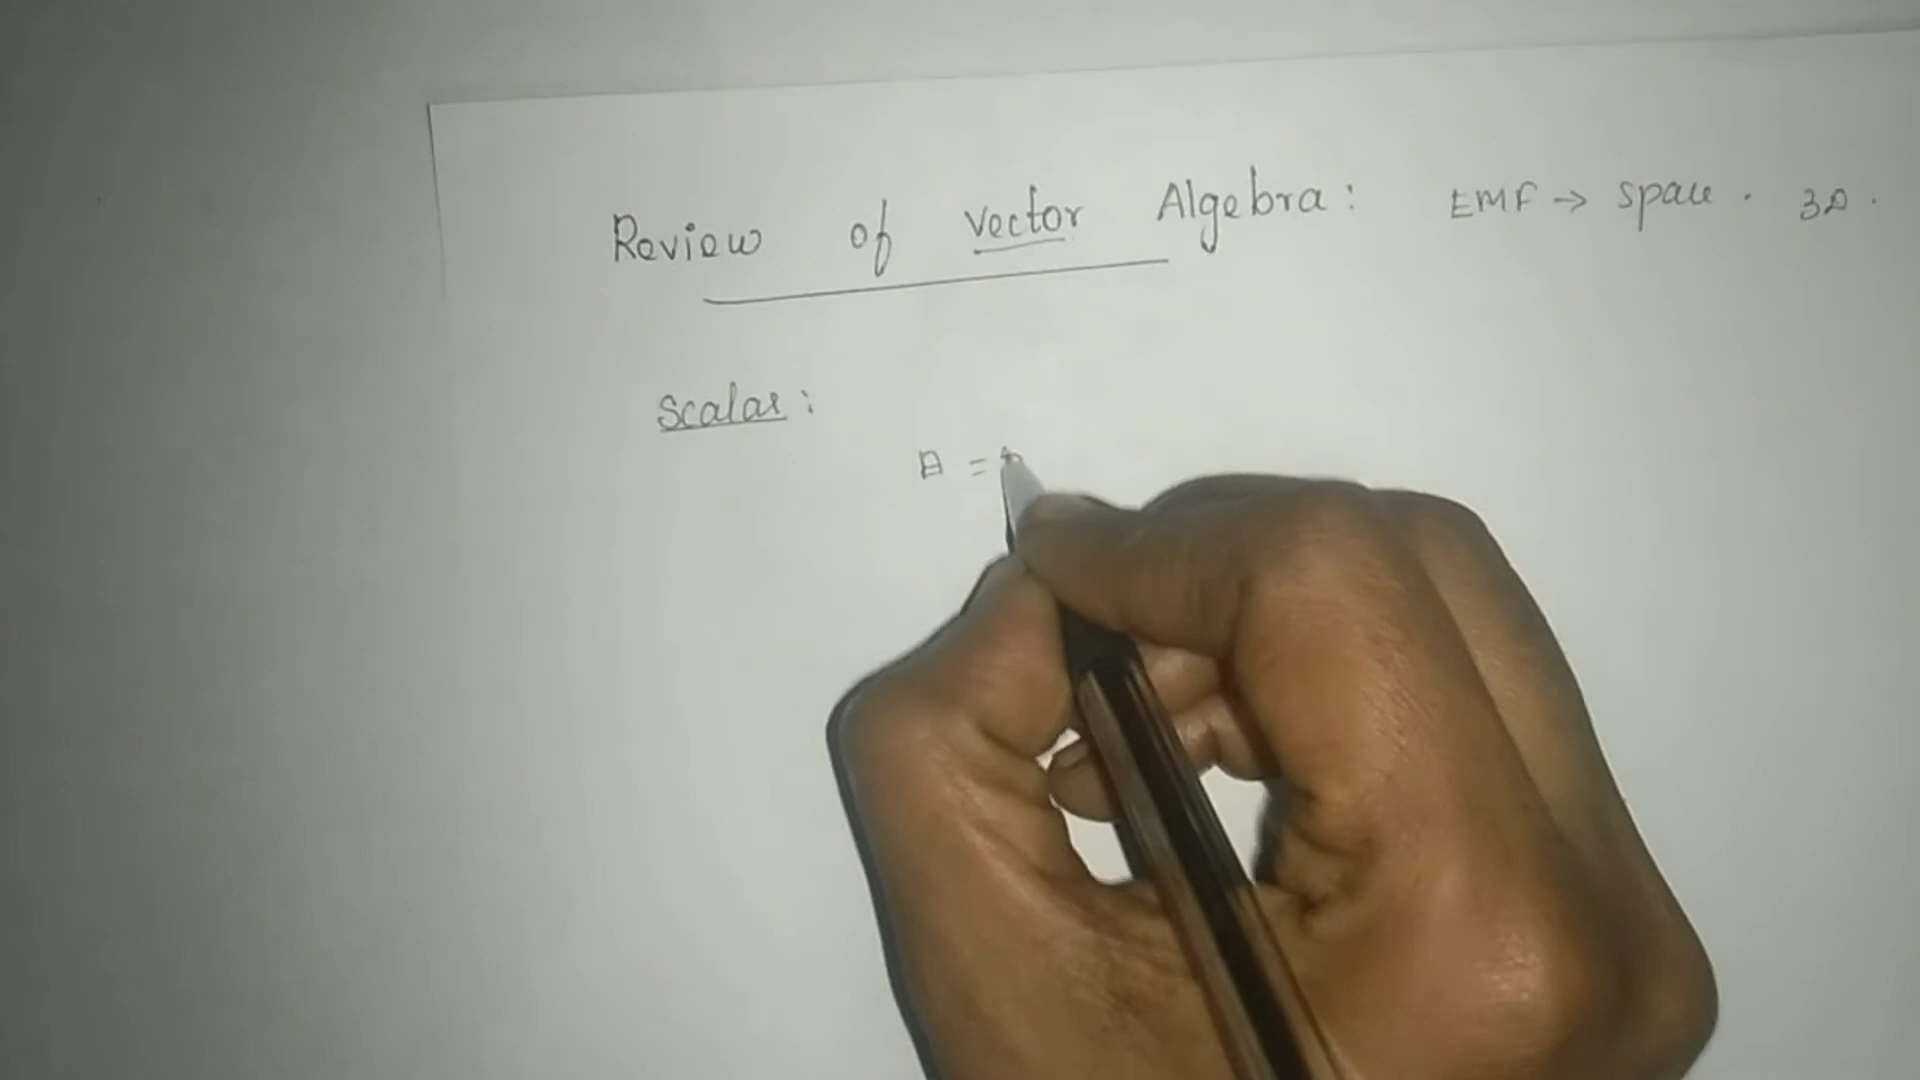 Review of vector Algebra: EMF → space . 3D .
Scalar :
A =